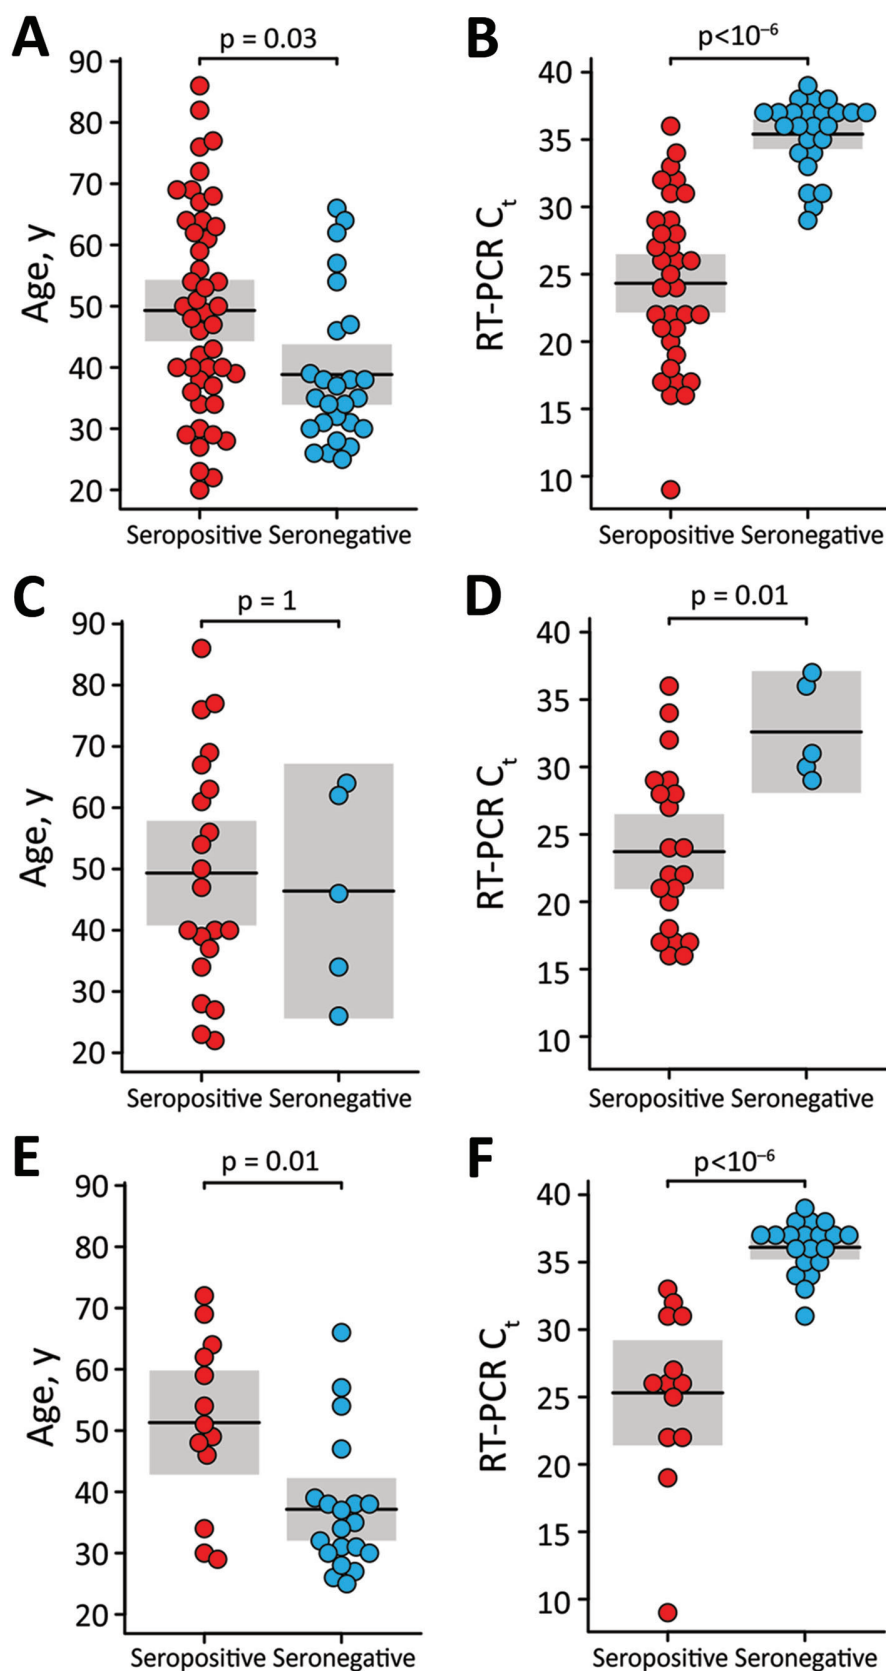 A
p = 0.03
Age, y
90
80
70
60
50
40
30
20
Seropositive Seronegative
B
p<10⁻⁶
RT-PCR Cₜ
40
35
30
25
20
15
10
Seropositive Seronegative
C
p = 1
Age, y
90
80
70
60
50
40
30
20
Seropositive Seronegative
D
p = 0.01
RT-PCR Cₜ
40
35
30
25
20
15
10
Seropositive Seronegative
E
p = 0.01
Age, y
90
80
70
60
50
40
30
20
Seropositive Seronegative
F
p<10⁻⁶
RT-PCR Cₜ
40
35
30
25
20
15
10
Seropositive Seronegative